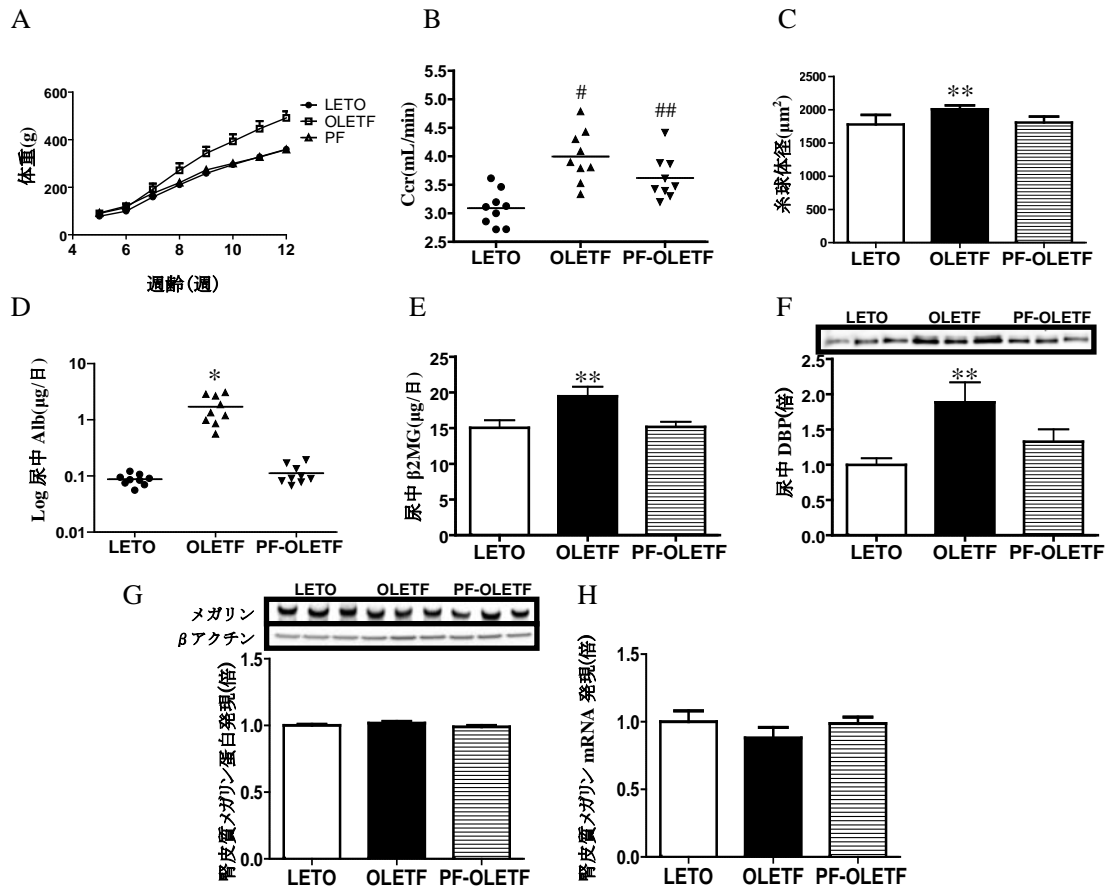 A
体重(g)
600
400
200
0
4
6
8
10
12
週齢(週)
LETO
OLETF
PF
B
Ccr(mL/min)
5.5
5.0
4.5
4.0
3.5
3.0
2.5
#
##
LETO OLETF PF-OLETF
C
糸球体径(μm²)
2500
2000
1500
1000
500
0
**
LETO OLETF PF-OLETF
D
Log 尿中 Alb(μg/日)
10
1
0.1
0.01
*
LETO OLETF PF-OLETF
E
尿中 β2MG(μg/日)
25
20
15
10
5
0
**
LETO OLETF PF-OLETF
F
LETO OLETF PF-OLETF
尿中 DBP(倍)
2.5
2.0
1.5
1.0
0.5
0.0
**
LETO OLETF PF-OLETF
G
LETO OLETF PF-OLETF
メガリン
βアクチン
腎皮質メガリン蛋白発現(倍)
1.5
1.0
0.5
0.0
LETO OLETF PF-OLETF
H
腎皮質メガリン mRNA 発現(倍)
1.5
1.0
0.5
0.0
LETO OLETF PF-OLETF